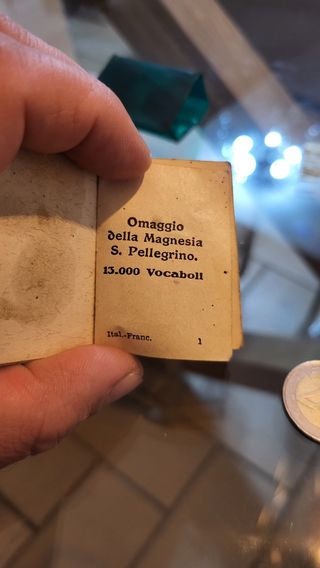 Omaggio
della Magnesia
S. Pellegrino.
13.000 Vocaboli
Ital.-Franc. 1